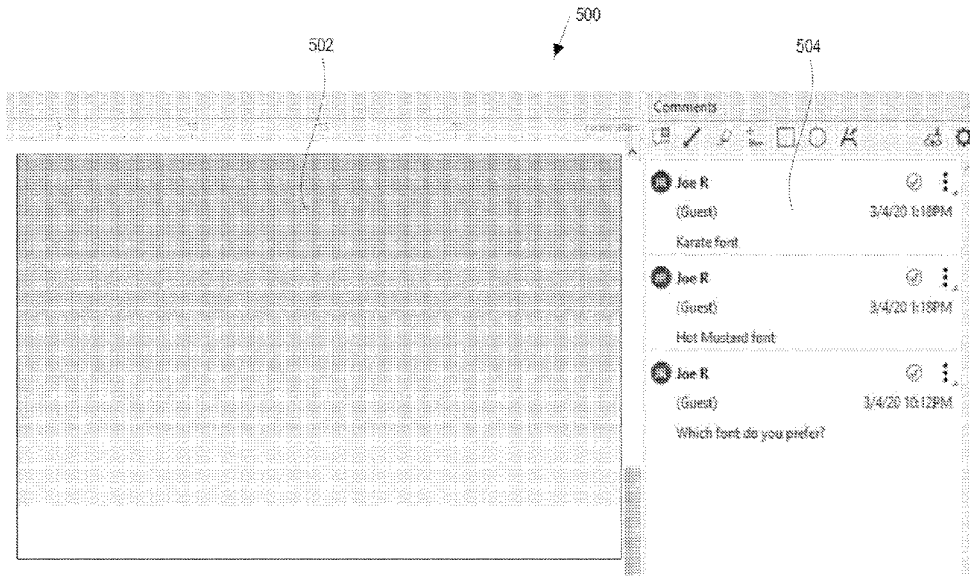 500
502
504
Comments
Joe R
(Guest) 3/4/20 1:18PM
Karate font
Joe R
(Guest) 3/4/20 1:18PM
Hot Mustard font
Joe R
(Guest) 3/4/20 10:12PM
Which font do you prefer?